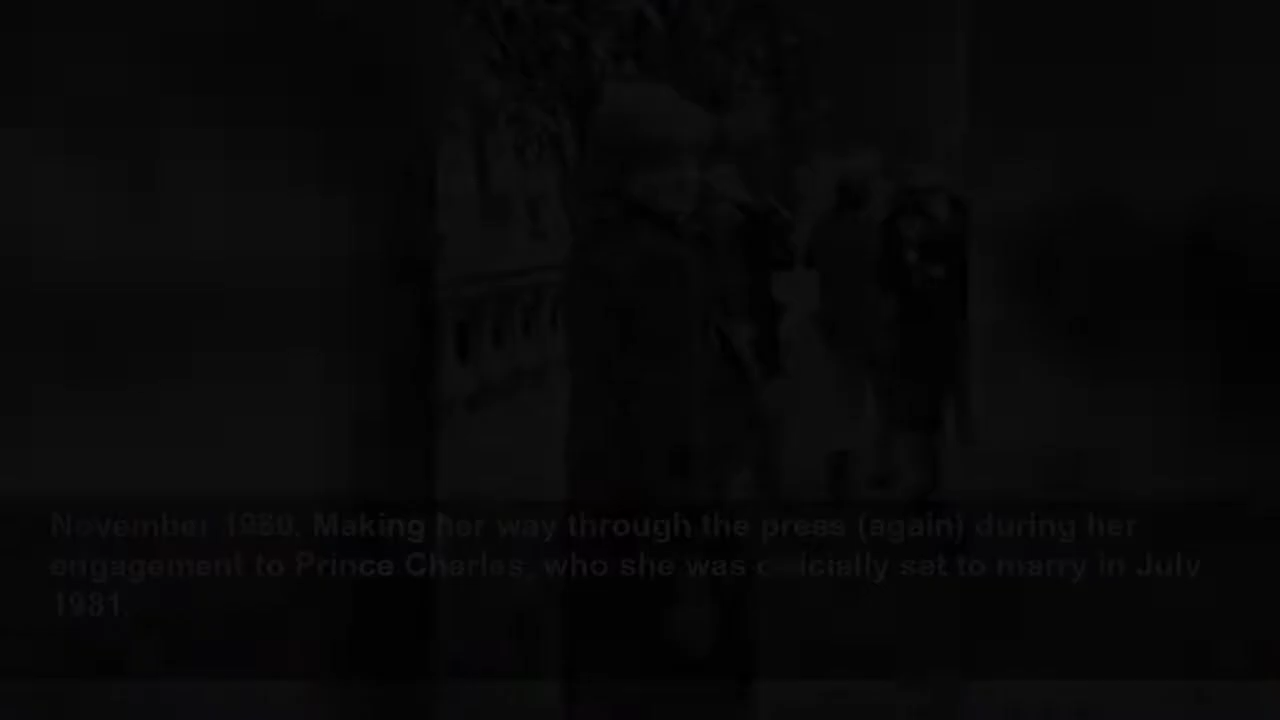 November 1980. Making her way through the press (again) during her
engagement to Prince Charles, who she was officially set to marry in July
1981.